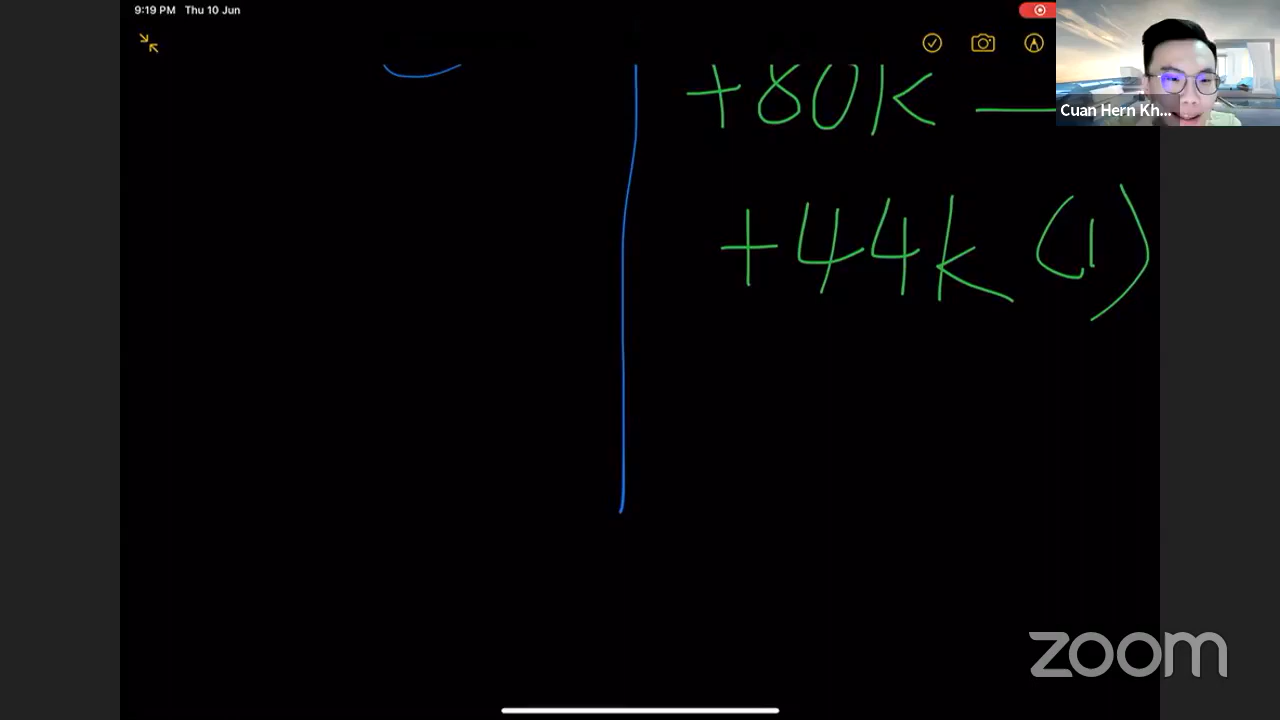 9:19 PM Thu 10 Jun
Cuan Hern Kh...
+80k —
+44k (1)
zoom